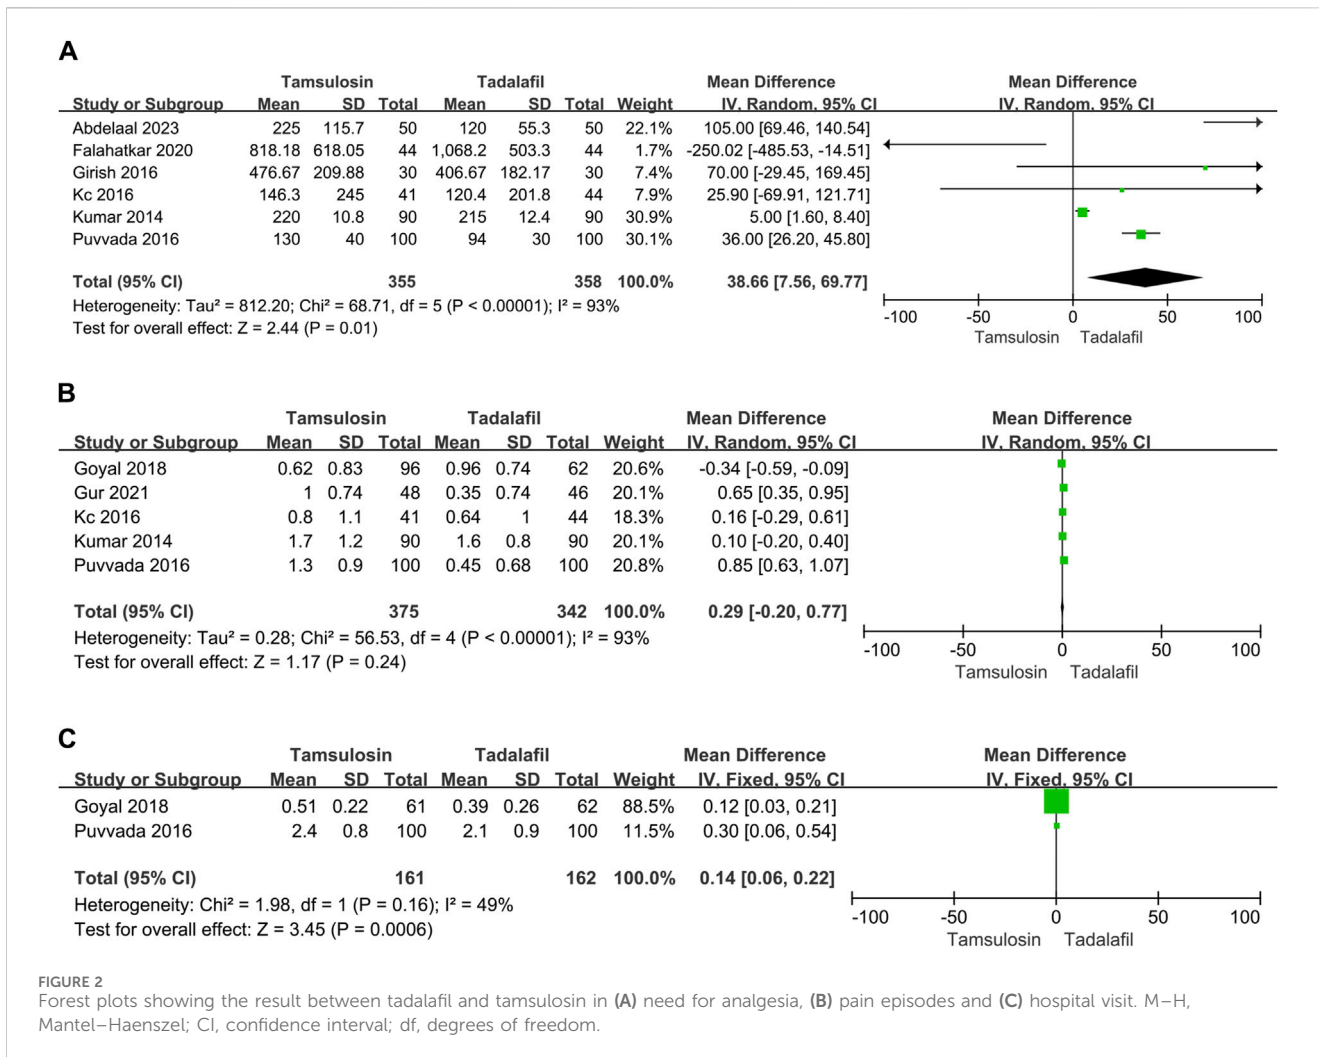 A
Tamsulosin Tadalafil Mean Difference Mean Difference
Study or Subgroup Mean SD Total Mean SD Total Weight IV, Random, 95% CI IV, Random, 95% CI
Abdelaal 2023 225 115.7 50 120 55.3 50 22.1% 105.00 [69.46, 140.54]
Falahatkar 2020 818.18 618.05 44 1,068.2 503.3 44 1.7% -250.02 [-485.53, -14.51]
Girish 2016 476.67 209.88 30 406.67 182.17 30 7.4% 70.00 [-29.45, 169.45]
Kc 2016 146.3 245 41 120.4 201.8 44 7.9% 25.90 [-69.91, 121.71]
Kumar 2014 220 10.8 90 215 12.4 90 30.9% 5.00 [1.60, 8.40]
Puvvada 2016 130 40 100 94 30 100 30.1% 36.00 [26.20, 45.80]
Total (95% CI) 355 358 100.0% 38.66 [7.56, 69.77]
Heterogeneity: Tau² = 812.20; Chi² = 68.71, df = 5 (P < 0.00001); I² = 93%
Test for overall effect: Z = 2.44 (P = 0.01)
-100 -50 0 50 100
Tamsulosin Tadalafil
B
Tamsulosin Tadalafil Mean Difference Mean Difference
Study or Subgroup Mean SD Total Mean SD Total Weight IV, Random, 95% CI IV, Random, 95% CI
Goyal 2018 0.62 0.83 96 0.96 0.74 62 20.6% -0.34 [-0.59, -0.09]
Gur 2021 1 0.74 48 0.35 0.74 46 20.1% 0.65 [0.35, 0.95]
Kc 2016 0.8 1.1 41 0.64 1 44 18.3% 0.16 [-0.29, 0.61]
Kumar 2014 1.7 1.2 90 1.6 0.8 90 20.1% 0.10 [-0.20, 0.40]
Puvvada 2016 1.3 0.9 100 0.45 0.68 100 20.8% 0.85 [0.63, 1.07]
Total (95% CI) 375 342 100.0% 0.29 [-0.20, 0.77]
Heterogeneity: Tau² = 0.28; Chi² = 56.53, df = 4 (P < 0.00001); I² = 93%
Test for overall effect: Z = 1.17 (P = 0.24)
-100 -50 0 50 100
Tamsulosin Tadalafil
C
Tamsulosin Tadalafil Mean Difference Mean Difference
Study or Subgroup Mean SD Total Mean SD Total Weight IV, Fixed, 95% CI IV, Fixed, 95% CI
Goyal 2018 0.51 0.22 61 0.39 0.26 62 88.5% 0.12 [0.03, 0.21]
Puvvada 2016 2.4 0.8 100 2.1 0.9 100 11.5% 0.30 [0.06, 0.54]
Total (95% CI) 161 162 100.0% 0.14 [0.06, 0.22]
Heterogeneity: Chi² = 1.98, df = 1 (P = 0.16); I² = 49%
Test for overall effect: Z = 3.45 (P = 0.0006)
-100 -50 0 50 100
Tamsulosin Tadalafil
FIGURE 2
Forest plots showing the result between tadalafil and tamsulosin in (A) need for analgesia, (B) pain episodes and (C) hospital visit. M–H,
Mantel–Haenszel; CI, confidence interval; df, degrees of freedom.